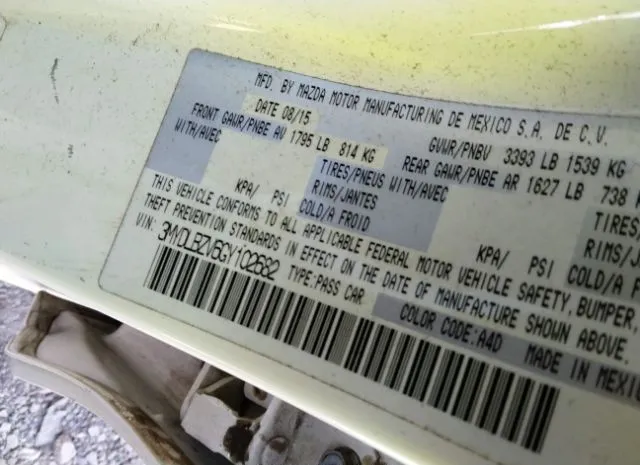 MFD. BY MAZDA MOTOR MANUFACTURING DE MEXICO S.A. DE C.V.
DATE 08/15 GVWR/PNBV 3393 LB 1539 KG
FRONT GAWR/PNBE AV 1795 LB 814 KG REAR GAWR/PNBE AR 1627 LB 738
WITH/AVEC TIRES/PNEUS WITH/AVEC TIRES/
RIMS/JANTES RIMS/
KPA/ PSI COLD/A FROID KPA/ PSI COLD/A
THIS VEHICLE CONFORMS TO ALL APPLICABLE FEDERAL MOTOR VEHICLE SAFETY, BUMPER,
THEFT PREVENTION STANDARDS IN EFFECT ON THE DATE OF MANUFACTURE SHOWN ABOVE.
VIN: 3MYDLBZV6GY102632 TYPE:PASS CAR
COLOR CODE:A4D MADE IN MEXIC